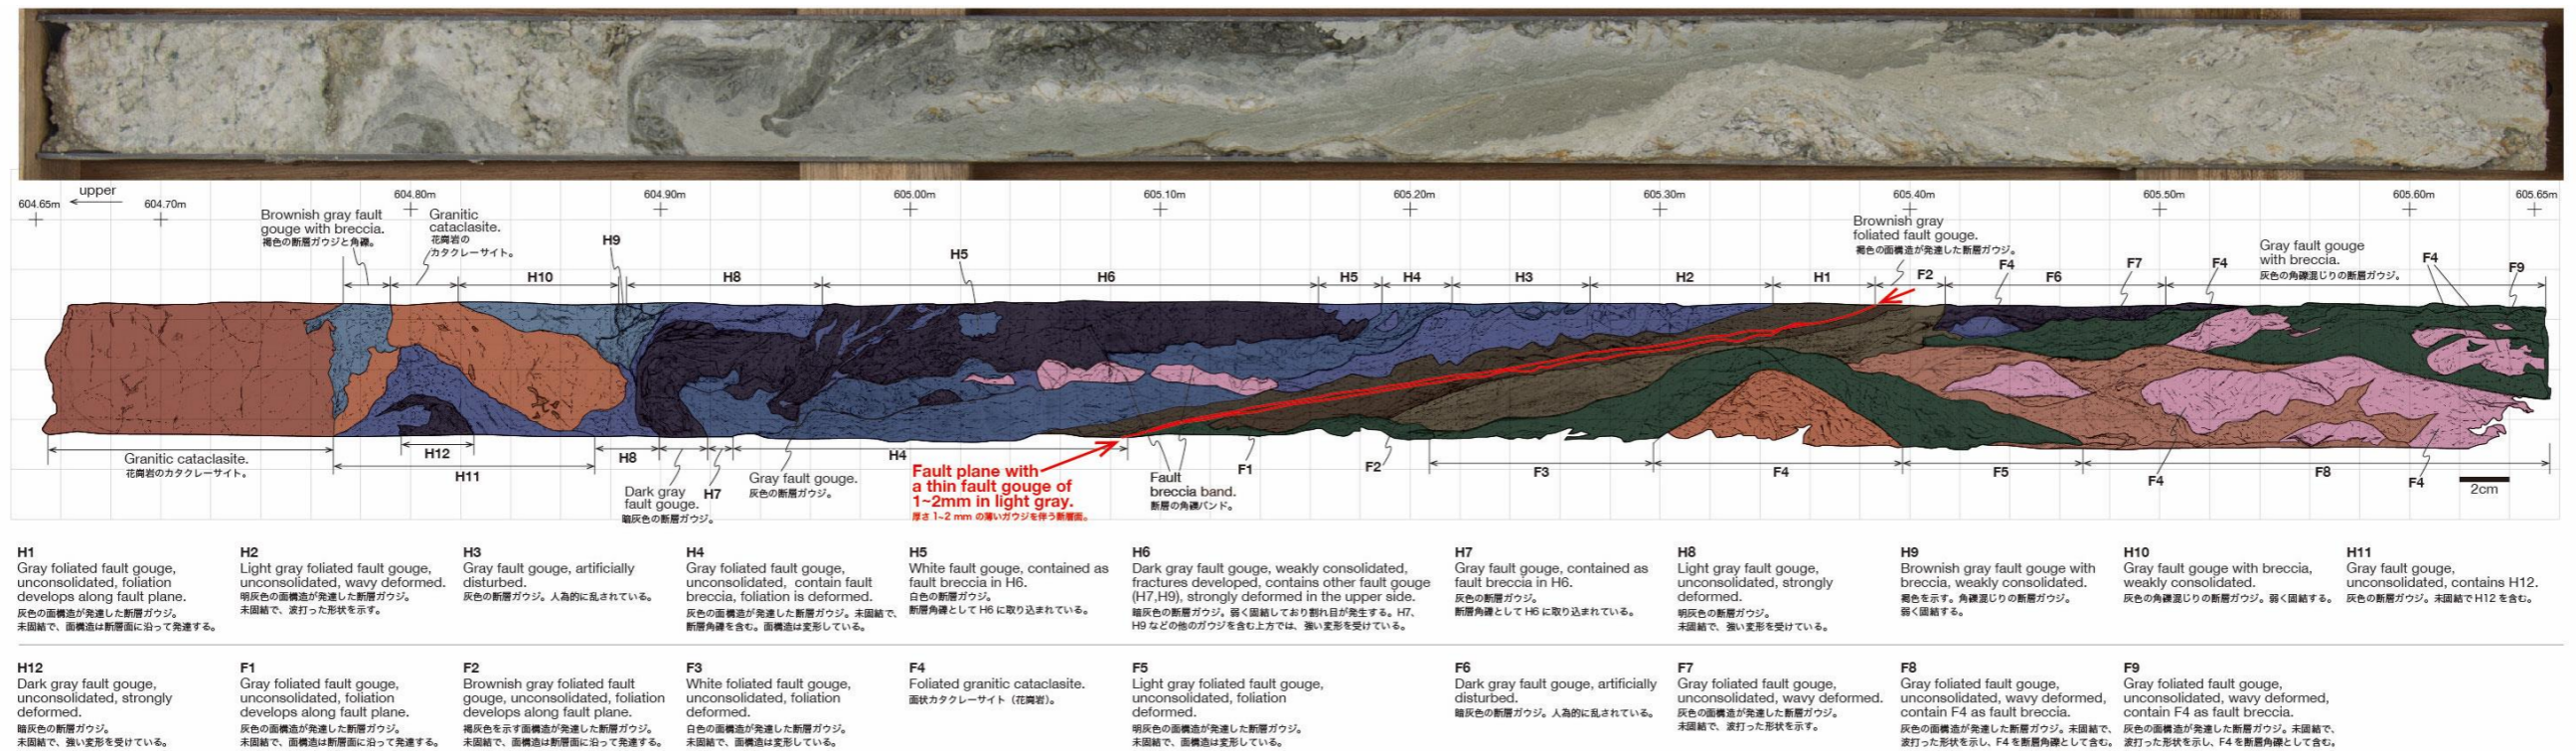 upper
604.65m
604.70m
604.80m
604.90m
605.00m
605.10m
605.20m
605.30m
605.40m
605.50m
605.60m
605.65m
Brownish gray fault
gouge with breccia.
褐色の断層ガウジと角礫。
Granitic
cataclasite.
花崗岩の
カタクレーサイト。
Brownish gray
foliated fault gouge.
褐色の面構造が発達した断層ガウジ。
Gray fault gouge
with breccia.
灰色の角礫混じりの断層ガウジ。
H10
H9
H8
H5
H6
H5
H4
H3
H2
H1
F2
F4
F6
F7
F4
F4
F9
Granitic cataclasite.
花崗岩のカタクレーサイト。
H12
H11
H8
Dark gray
fault gouge.
暗灰色の断層ガウジ。
H7
Gray fault gouge.
灰色の断層ガウジ。
H4
Fault plane with
a thin fault gouge of
1~2mm in light gray.
厚さ 1~2 mm の薄いガウジを伴う断層面。
Fault
breccia band.
断層の角礫バンド。
F1
F2
F3
F4
F5
F4
F8
F4
2cm
H1
Gray foliated fault gouge,
unconsolidated, foliation
develops along fault plane.
灰色の面構造が発達した断層ガウジ。
未固結で、面構造は断層面に沿って発達する。
H2
Light gray foliated fault gouge,
unconsolidated, wavy deformed.
明灰色の面構造が発達した断層ガウジ。
未固結で、波打った形状を示す。
H3
Gray fault gouge, artificially
disturbed.
灰色の断層ガウジ。人為的に乱されている。
H4
Gray foliated fault gouge,
unconsolidated, contain fault
breccia, foliation is deformed.
灰色の面構造が発達した断層ガウジ。未固結で、
断層角礫を含む。面構造は変形している。
H5
White fault gouge, contained as
fault breccia in H6.
白色の断層ガウジ。
断層角礫として H6 に取り込まれている。
H6
Dark gray fault gouge, weakly consolidated,
fractures developed, contains other fault gouge
(H7,H9), strongly deformed in the upper side.
暗灰色の断層ガウジ。弱く固結しており割れ目が発生する。H7、
H9 などの他のガウジを含む上方では、強い変形を受けている。
H7
Gray fault gouge, contained as
fault breccia in H6.
灰色の断層ガウジ。
断層角礫として H6 に取り込まれている。
H8
Light gray fault gouge,
unconsolidated, strongly
deformed.
明灰色の断層ガウジ。
未固結で、強い変形を受けている。
H9
Brownish gray fault gouge with
breccia, weakly consolidated.
褐色を示す。角礫混じりの断層ガウジ。
弱く固結する。
H10
Gray fault gouge with breccia,
weakly consolidated.
灰色の角礫混じりの断層ガウジ。弱く固結する。
H11
Gray fault gouge,
unconsolidated, contains H12.
灰色の断層ガウジ。未固結で H12 を含む。
H12
Dark gray fault gouge,
unconsolidated, strongly
deformed.
暗灰色の断層ガウジ。
未固結で、強い変形を受けている。
F1
Gray foliated fault gouge,
unconsolidated, foliation
develops along fault plane.
灰色の面構造が発達した断層ガウジ。
未固結で、面構造は断層面に沿って発達する。
F2
Brownish gray foliated fault
gouge, unconsolidated, foliation
develops along fault plane.
褐色を示す面構造が発達した断層ガウジ。
未固結で、面構造は断層面に沿って発達する。
F3
White foliated fault gouge,
unconsolidated, foliation
deformed.
白色の面構造が発達した断層ガウジ。
未固結で、面構造は変形している。
F4
Foliated granitic cataclasite.
面状カタクレーサイト（花崗岩）。
F5
Light gray foliated fault gouge,
unconsolidated, foliation
deformed.
明灰色の面構造が発達した断層ガウジ。
未固結で、面構造は変形している。
F6
Dark gray fault gouge, artificially
disturbed.
暗灰色の断層ガウジ。人為的に乱されている。
F7
Gray foliated fault gouge,
unconsolidated, wavy deformed.
灰色の面構造が発達した断層ガウジ。
未固結で、波打った形状を示す。
F8
Gray foliated fault gouge,
unconsolidated, wavy deformed,
contain F4 as fault breccia.
灰色の面構造が発達した断層ガウジ。未固結で、
波打った形状を示し、F4 を断層角礫として含む。
F9
Gray foliated fault gouge,
unconsolidated, wavy deformed,
contain F4 as fault breccia.
灰色の面構造が発達した断層ガウジ。未固結で、
波打った形状を示し、F4 を断層角礫として含む。